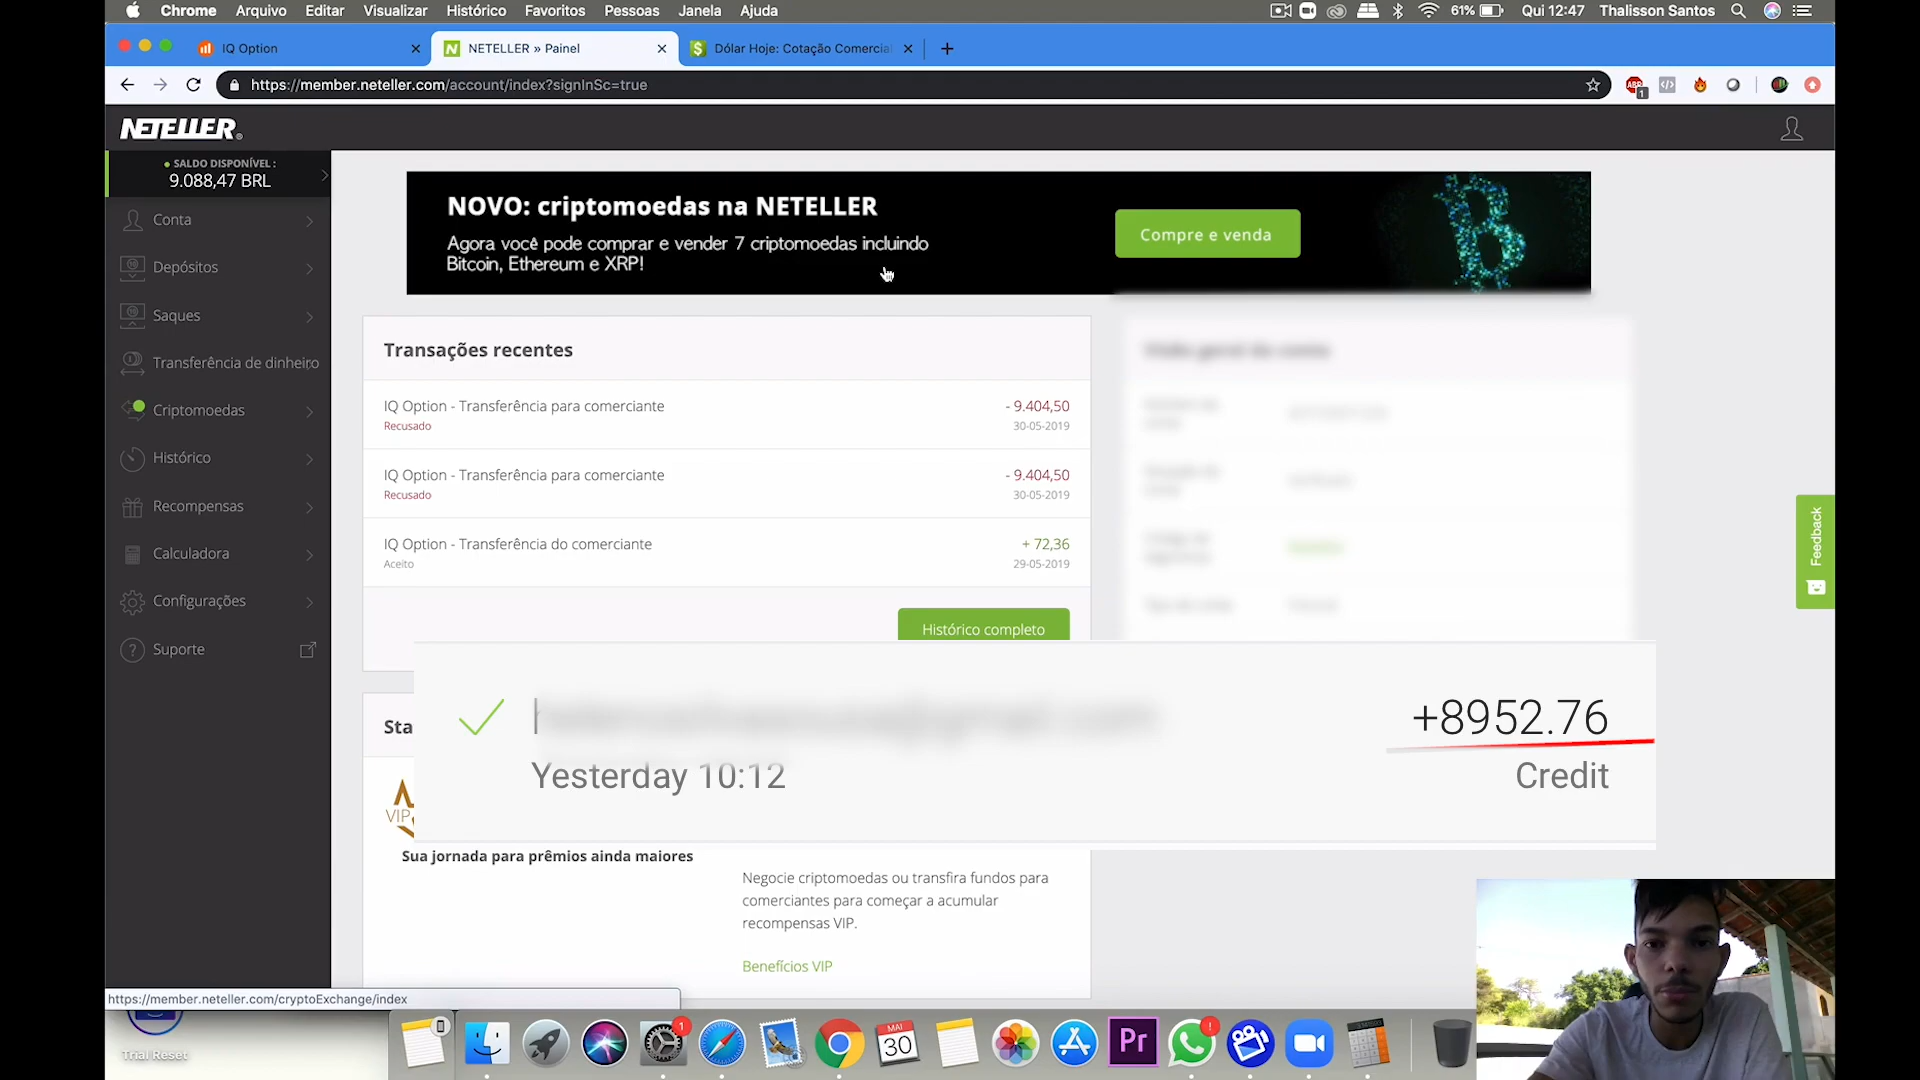 Chrome Arquivo Editar Visualizar Histórico Favoritos Pessoas Janela Ajuda 61% Qui 12:47 Thalisson Santos
IQ Option NETELLER » Painel Dólar Hoje: Cotação Comercia
https://member.neteller.com/account/index?signInSc=true
NETELLER
SALDO DISPONÍVEL :
9.088,47 BRL
Conta
Depósitos
Saques
Transferência de dinheiro
Criptomoedas
Histórico
Recompensas
Calculadora
Configurações
Suporte
NOVO: criptomoedas na NETELLER
Agora você pode comprar e vender 7 criptomoedas incluindo
Bitcoin, Ethereum e XRP!
Compre e venda
Transações recentes
IQ Option - Transferência para comerciante - 9.404,50
Recusado 30-05-2019
IQ Option - Transferência para comerciante - 9.404,50
Recusado 30-05-2019
IQ Option - Transferência do comerciante + 72,36
Aceito 29-05-2019
Histórico completo
Feedback
+8952.76
Yesterday 10:12 Credit
Sta
VIP
Sua jornada para prêmios ainda maiores
Negocie criptomoedas ou transfira fundos para
comerciantes para começar a acumular
recompensas VIP.
Benefícios VIP
https://member.neteller.com/cryptoExchange/index
Trial Reset
MAI
30
Pr